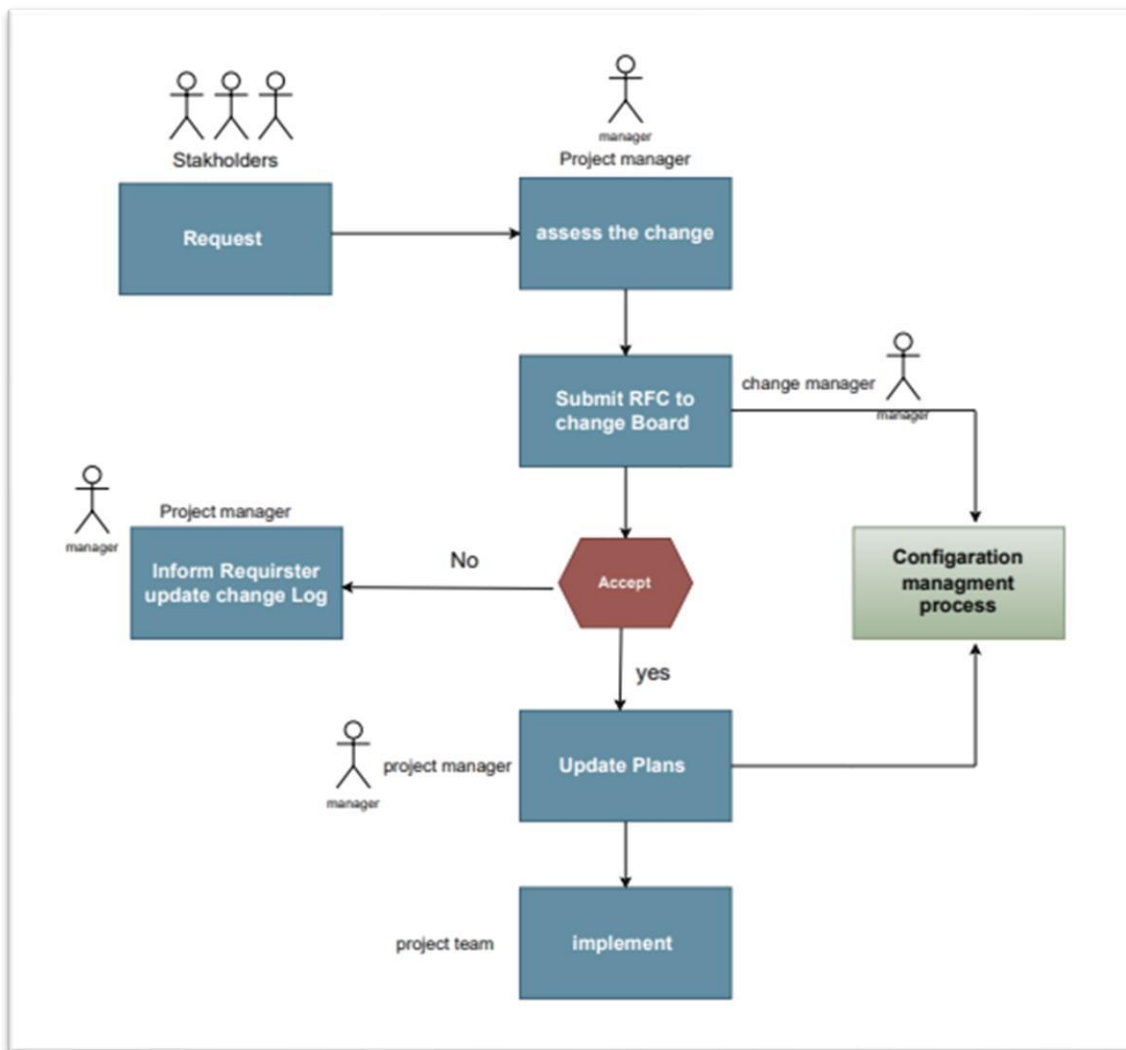 manager
Stakholders
Project manager
Request
assess the change
Submit RFC to
change Board
change manager
manager
manager
Project manager
Inform Requirster
update change Log
No
Accept
Configaration
managment
process
yes
project manager
manager
Update Plans
project team
implement